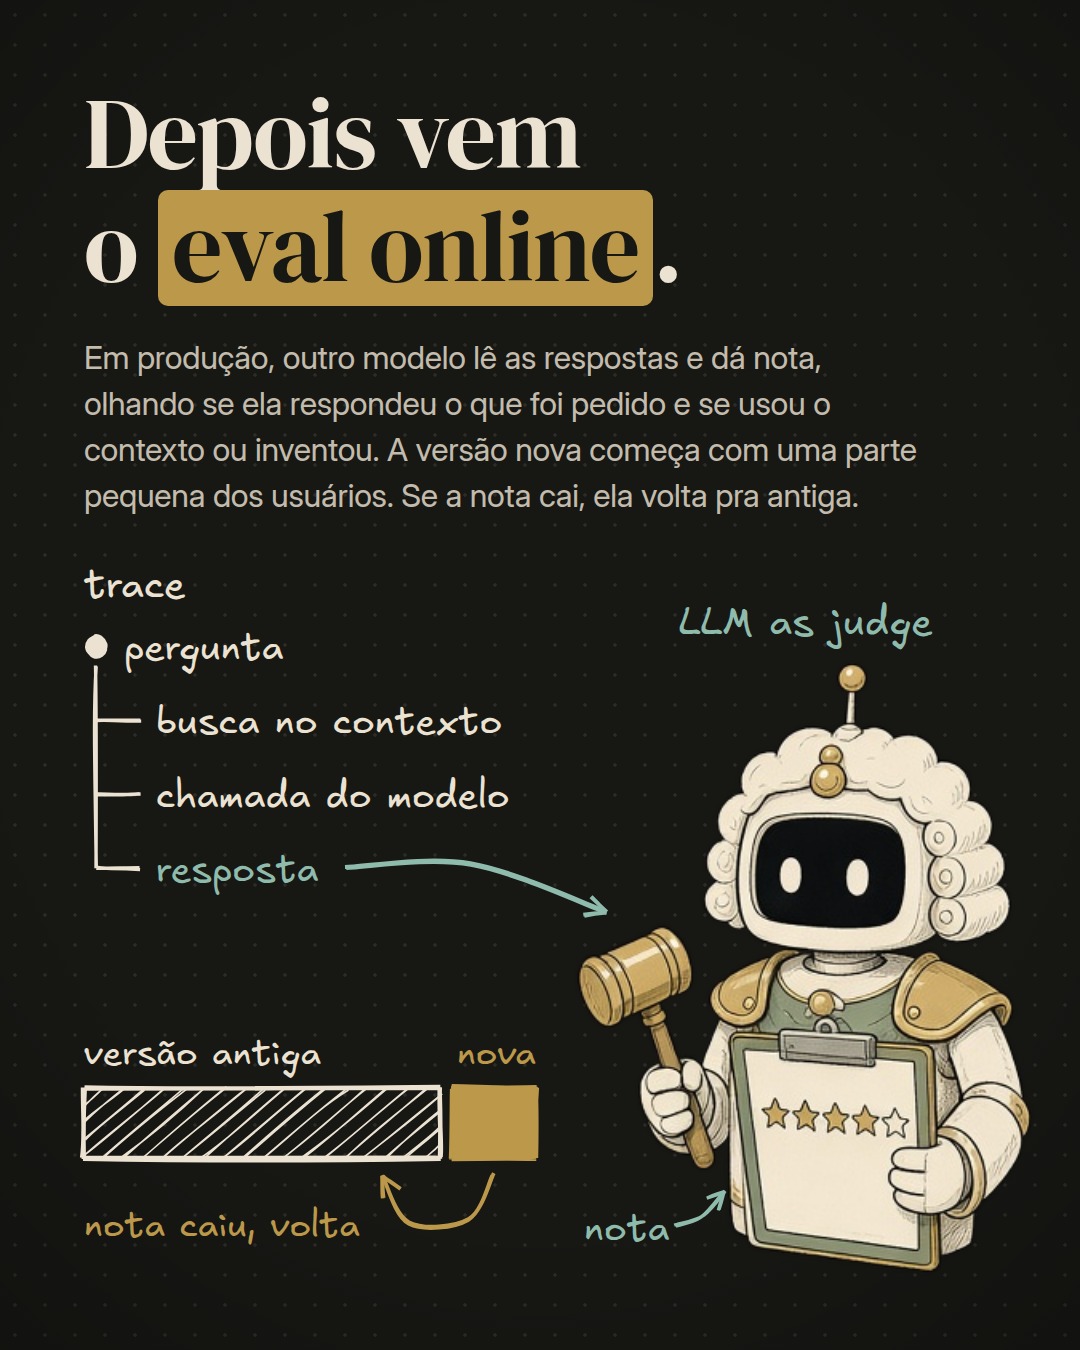 Depois vem
o eval online.
Em produção, outro modelo lê as respostas e dá nota,
olhando se ela respondeu o que foi pedido e se usou o
contexto ou inventou. A versão nova começa com uma parte
pequena dos usuários. Se a nota cai, ela volta pra antiga.
trace
pergunta
busca no contexto
chamada do modelo
resposta
LLM as judge
versão antiga
nova
nota caiu, volta
nota